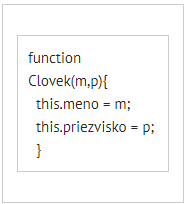 function
Clovek(m,p){
this.meno = m;
this.priezvisko = p;
}